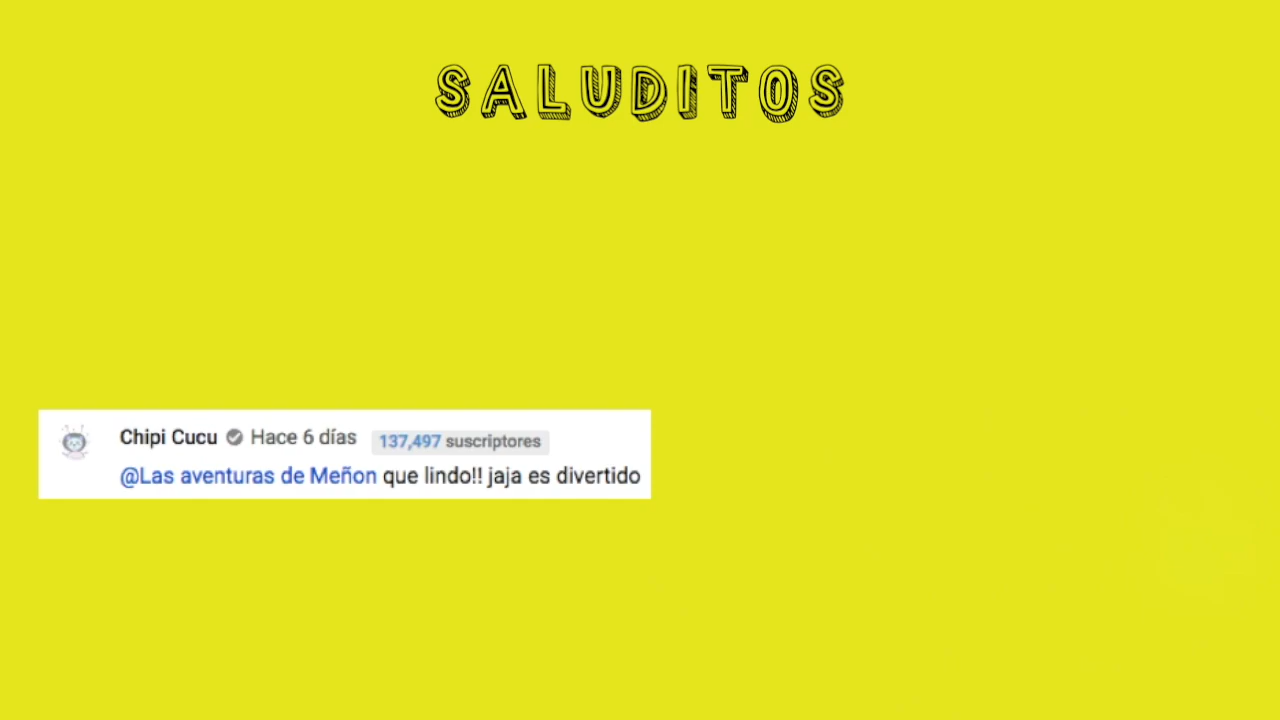 SALUDITOS
Chipi Cucu Hace 6 días 137,497 suscriptores
@Las aventuras de Meñon que lindo!! jaja es divertido